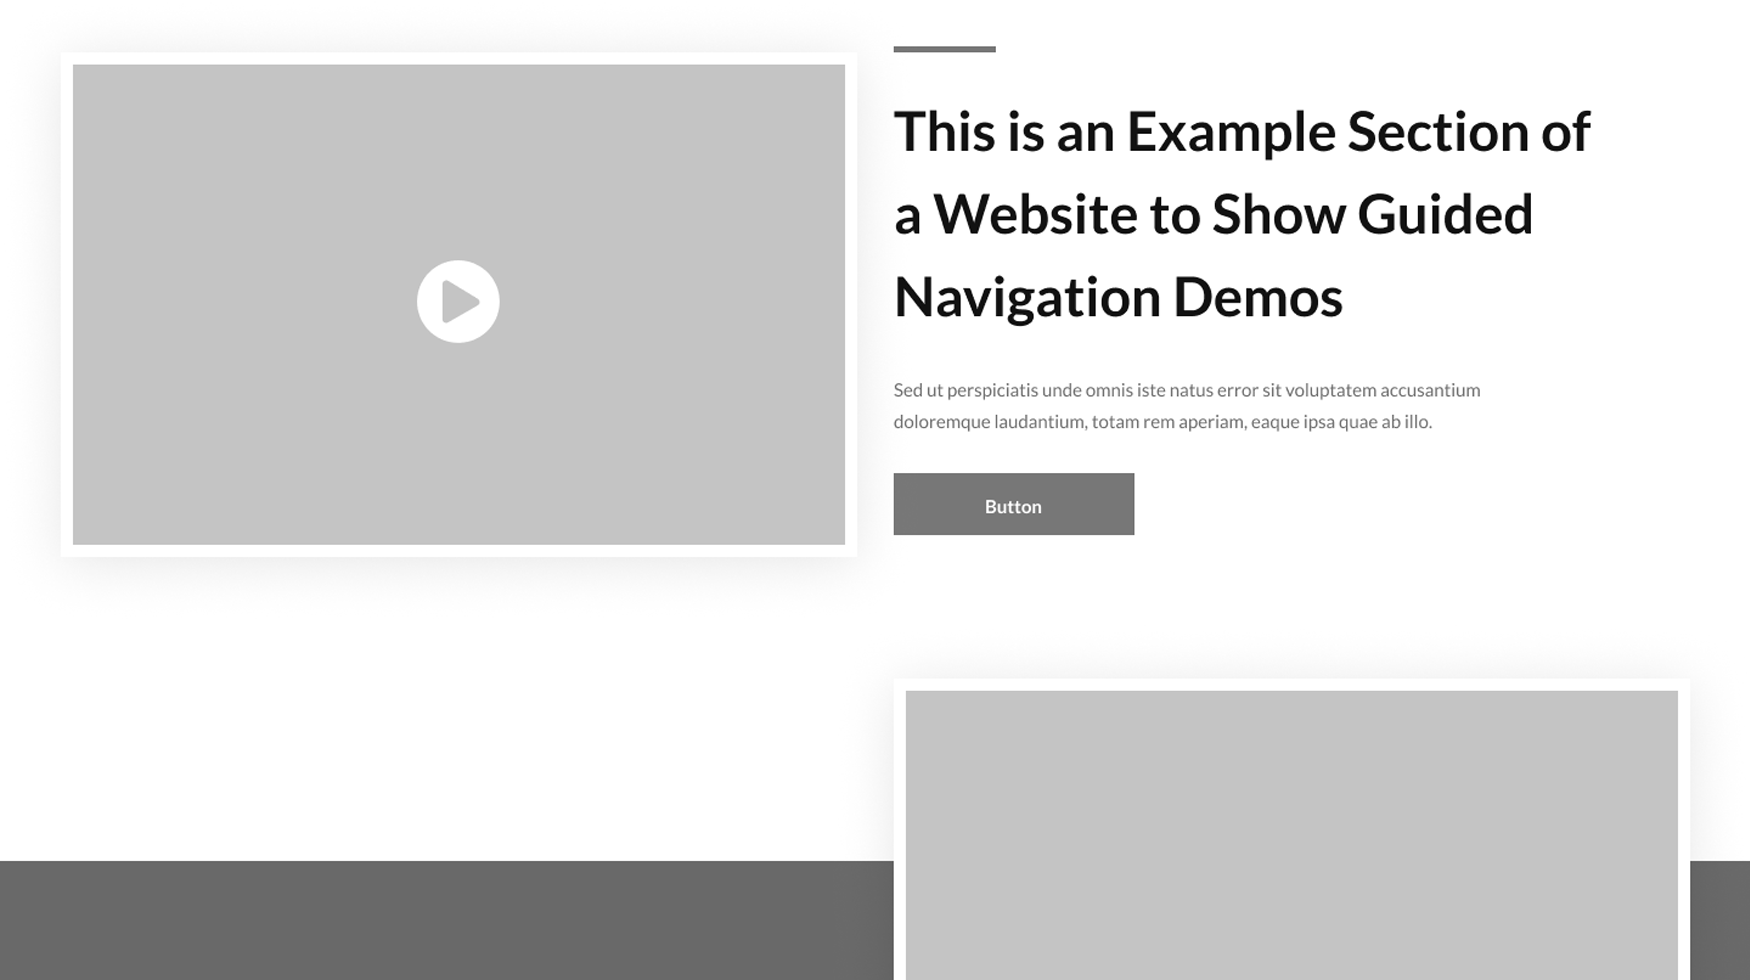 This is an Example Section of
a Website to Show Guided
Navigation Demos
Sed ut perspiciatis unde omnis iste natus error sit voluptatem accusantium
doloremque laudantium, totam rem aperiam, eaque ipsa quae ab illo.
Button